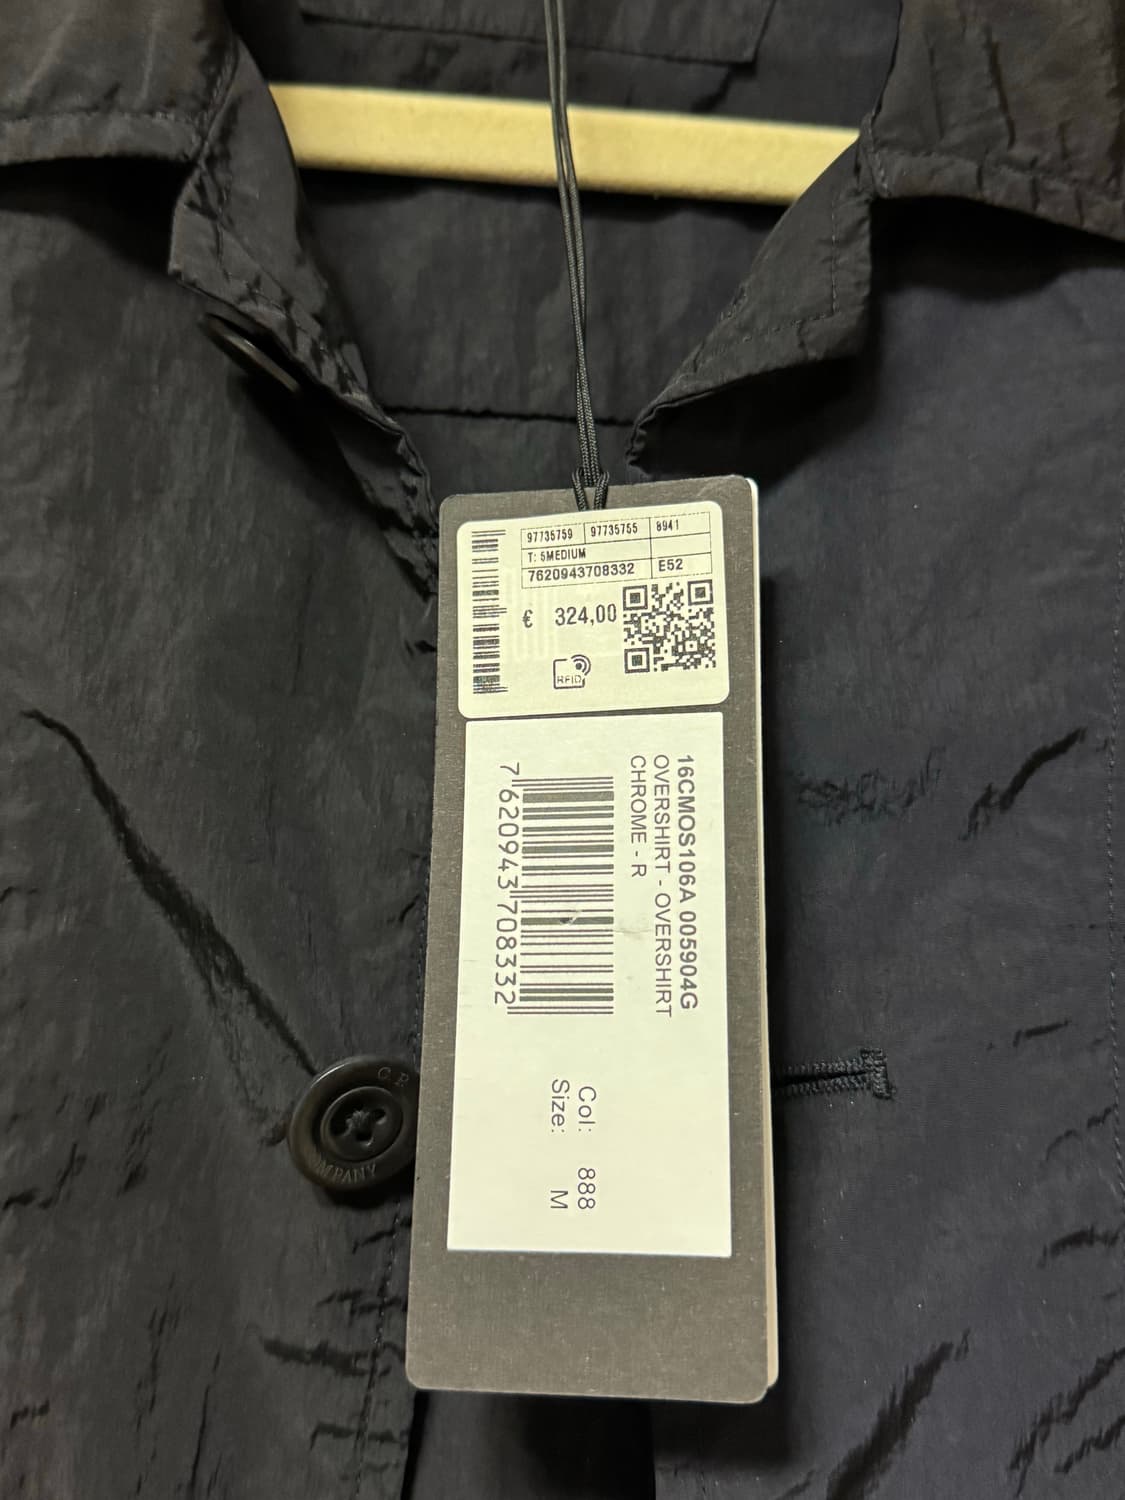 97735759 97735755 8941
T: 5MEDIUM
7620943708332 E52
€ 324,00
RFID
16CMOS106A 005904G
OVERSHIRT - OVERSHIRT
CHROME - R
7 620943 708332
Col: 888
Size: M
C.P.
MPANY